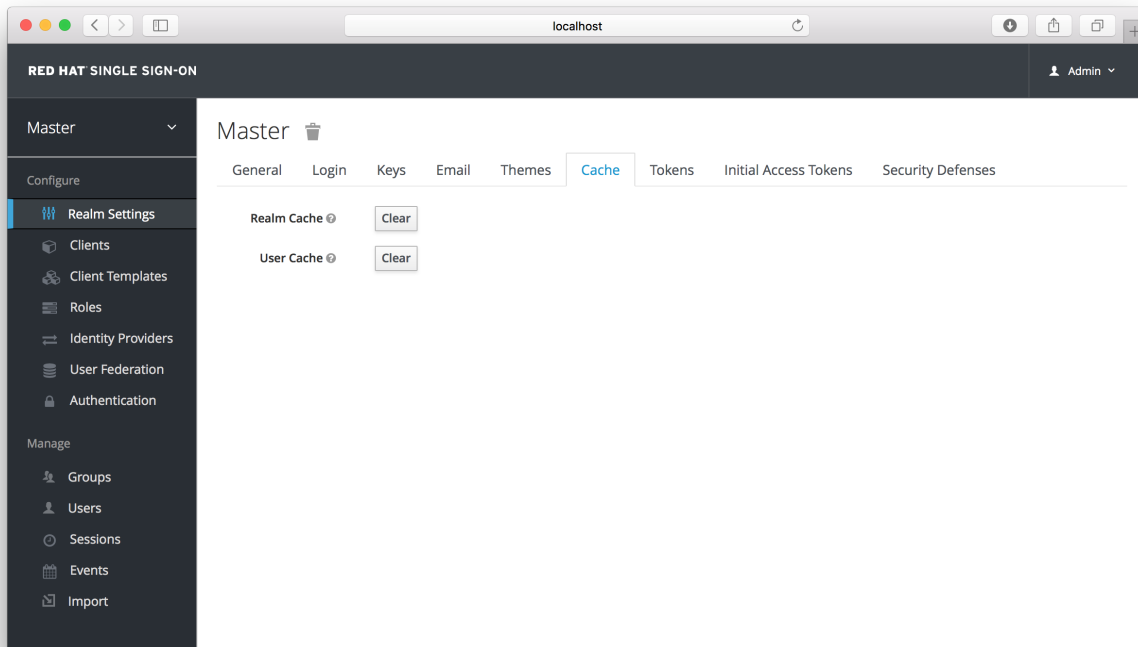 localhost
RED HAT SINGLE SIGN-ON
Admin
Master
Configure
Realm Settings
Clients
Client Templates
Roles
Identity Providers
User Federation
Authentication
Manage
Groups
Users
Sessions
Events
Import
Master
General Login Keys Email Themes Cache Tokens Initial Access Tokens Security Defenses
Realm Cache Clear
User Cache Clear